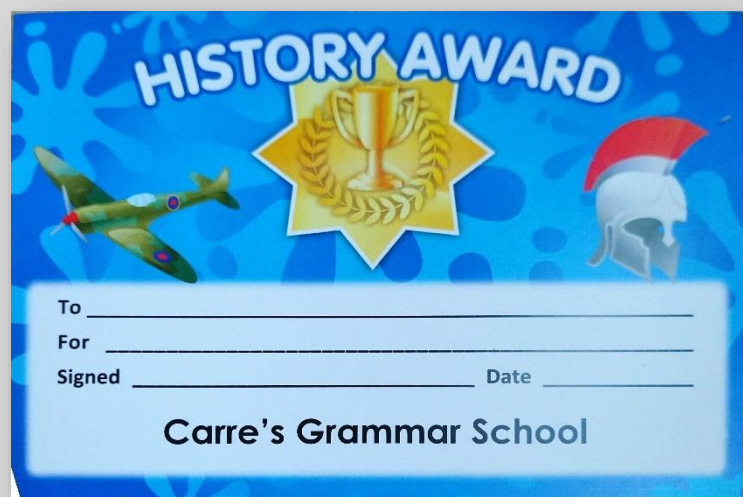 HISTORY AWARD
To
For
Signed Date
Carre's Grammar School